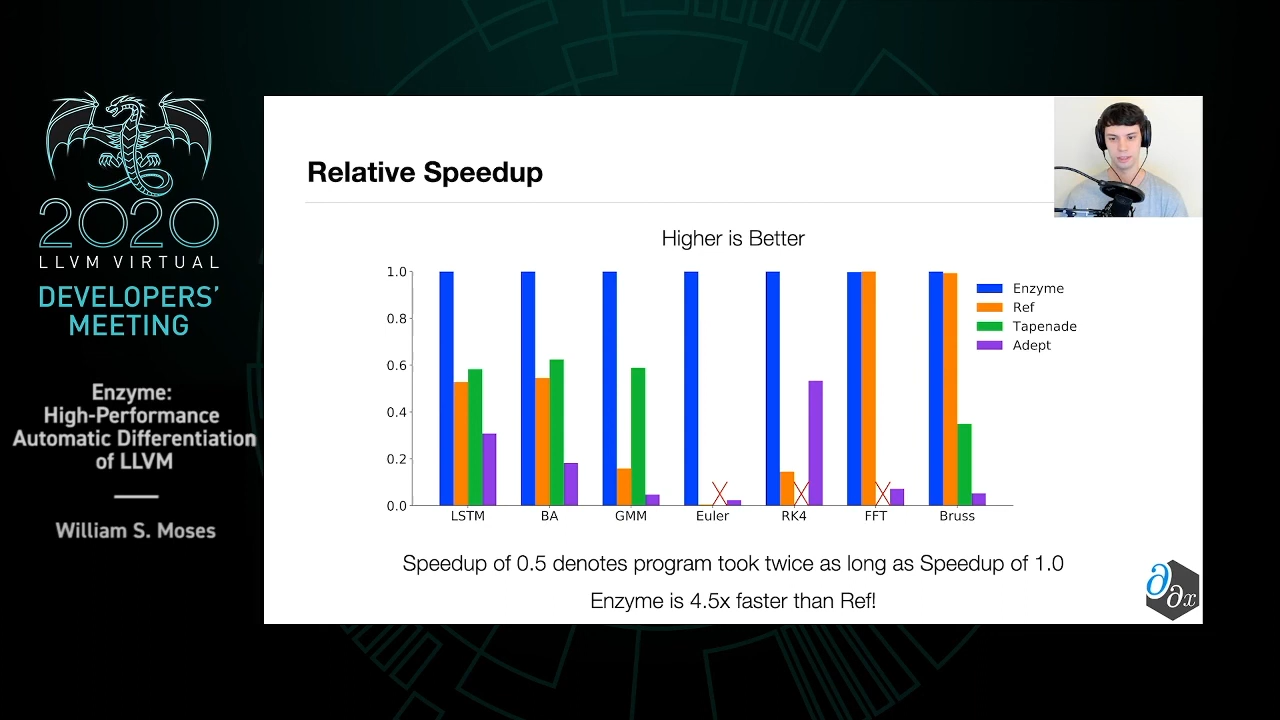 2020
LLVM VIRTUAL
DEVELOPERS’
MEETING
Enzyme:
High-Performance
Automatic Differentiation
of LLVM
William S. Moses
Relative Speedup
Higher is Better
1.0
0.8
0.6
0.4
0.2
0.0
LSTM BA GMM Euler RK4 FFT Bruss
Enzyme
Ref
Tapenade
Adept
Speedup of 0.5 denotes program took twice as long as Speedup of 1.0
Enzyme is 4.5x faster than Ref!
∂
∂x